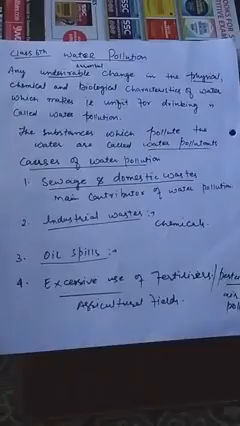 Class 6th Water Pollution
Any undesirable change in the physical,
chemical and biological characteristics of water
which makes it unfit for drinking is
called water pollution.
The substances which pollute the
water are called water pollutants
Causes of water pollution
1. Sewage & domestic wastes
main contributor of water pollution
2. Industrial wastes :→
Chemicals.
3. Oil spills :→
4. Excessive use of Fertilizers/
Agricultural fields.